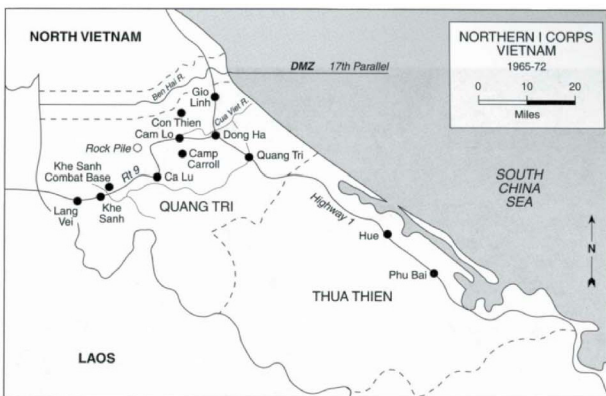 NORTH VIETNAM
NORTHERN I CORPS
VIETNAM
1965-72
0 10 20
Miles
DMZ 17th Parallel
Ben Hai R.
Gio
Linh
Cua Viet R.
Con Thien
Cam Lo
Dong Ha
Rock Pile
Camp
Carroll
Quang Tri
Khe Sanh
Combat Base
Rt 9
Ca Lu
Lang
Vei
Khe
Sanh
QUANG TRI
Highway 1
SOUTH
CHINA
SEA
N
Hue
Phu Bai
THUA THIEN
LAOS